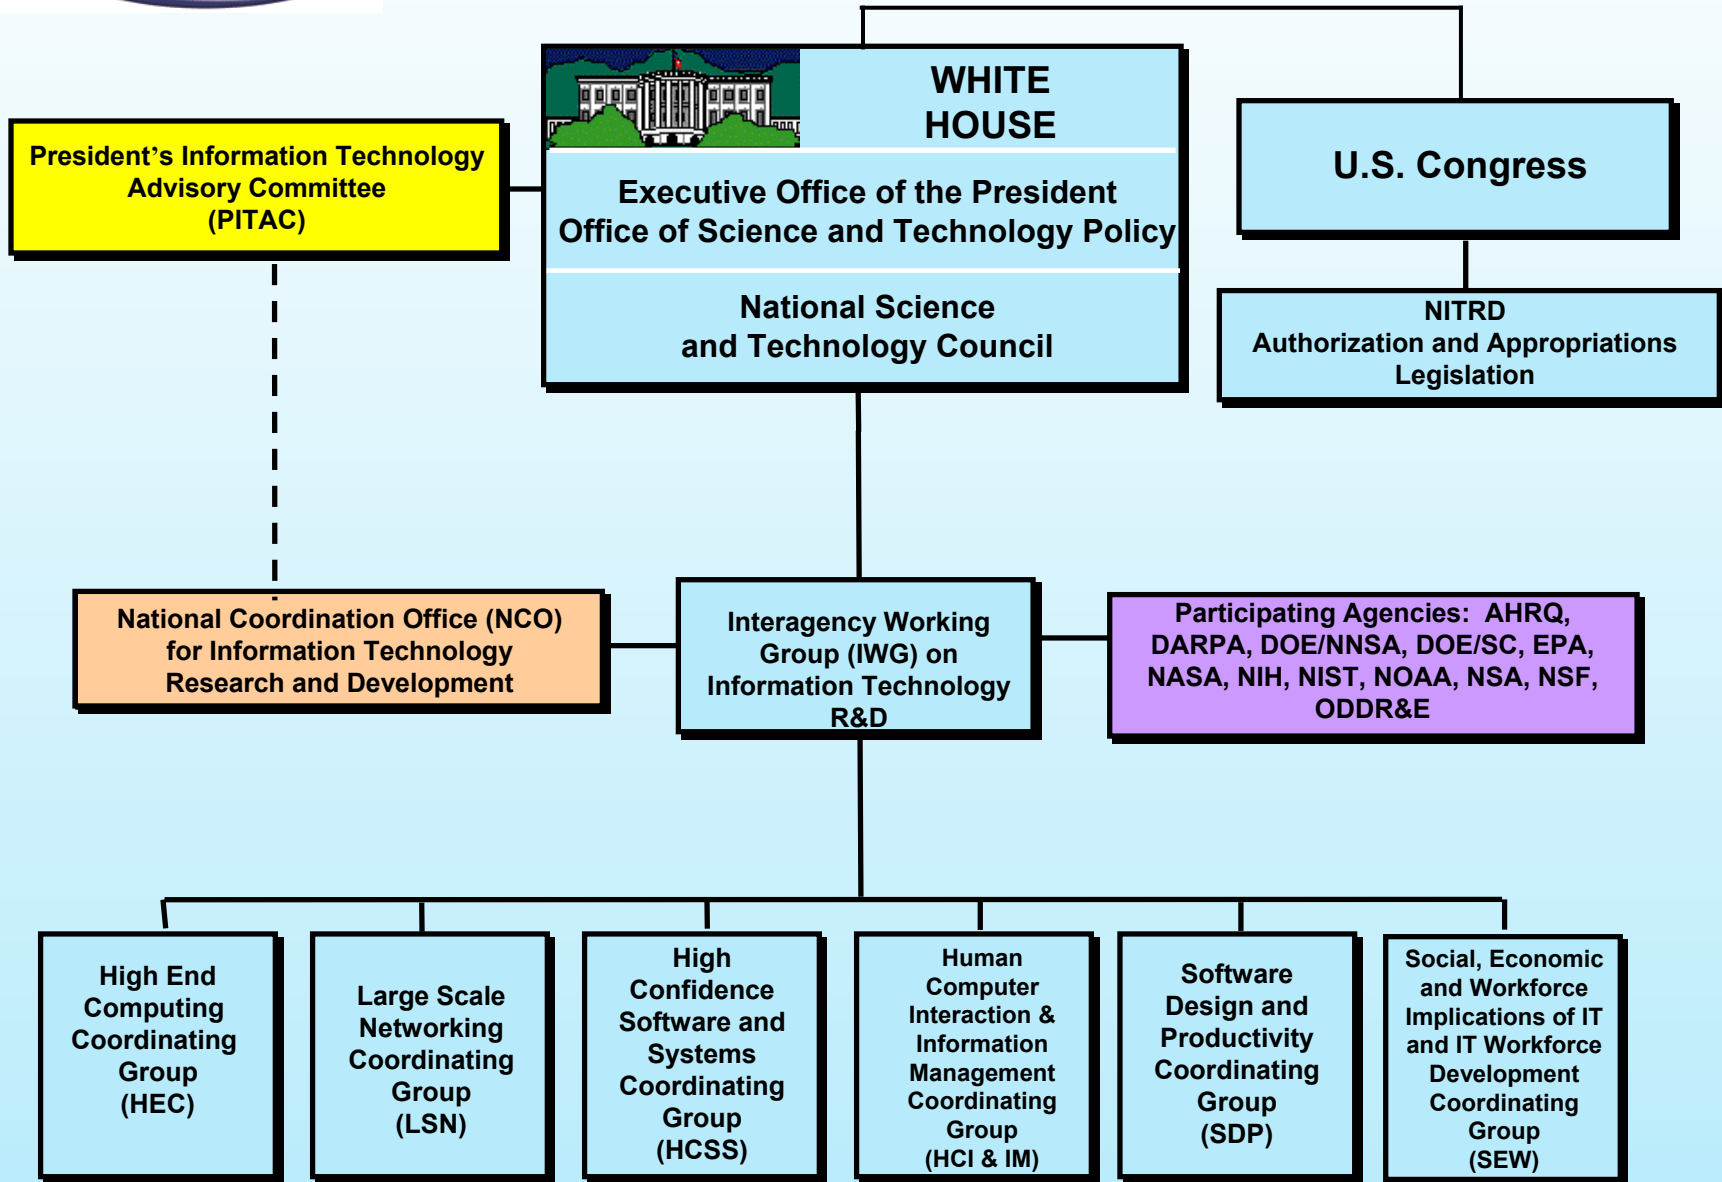 WHITE
HOUSE
Executive Office of the President
Office of Science and Technology Policy
National Science
and Technology Council
President’s Information Technology
Advisory Committee
(PITAC)
U.S. Congress
NITRD
Authorization and Appropriations
Legislation
National Coordination Office (NCO)
for Information Technology
Research and Development
Interagency Working
Group (IWG) on
Information Technology
R&D
Participating Agencies: AHRQ,
DARPA, DOE/NNSA, DOE/SC, EPA,
NASA, NIH, NIST, NOAA, NSA, NSF,
ODDR&E
High End
Computing
Coordinating
Group
(HEC)
Large Scale
Networking
Coordinating
Group
(LSN)
High
Confidence
Software and
Systems
Coordinating
Group
(HCSS)
Human
Computer
Interaction &
Information
Management
Coordinating
Group
(HCI & IM)
Software
Design and
Productivity
Coordinating
Group
(SDP)
Social, Economic
and Workforce
Implications of IT
and IT Workforce
Development
Coordinating
Group
(SEW)